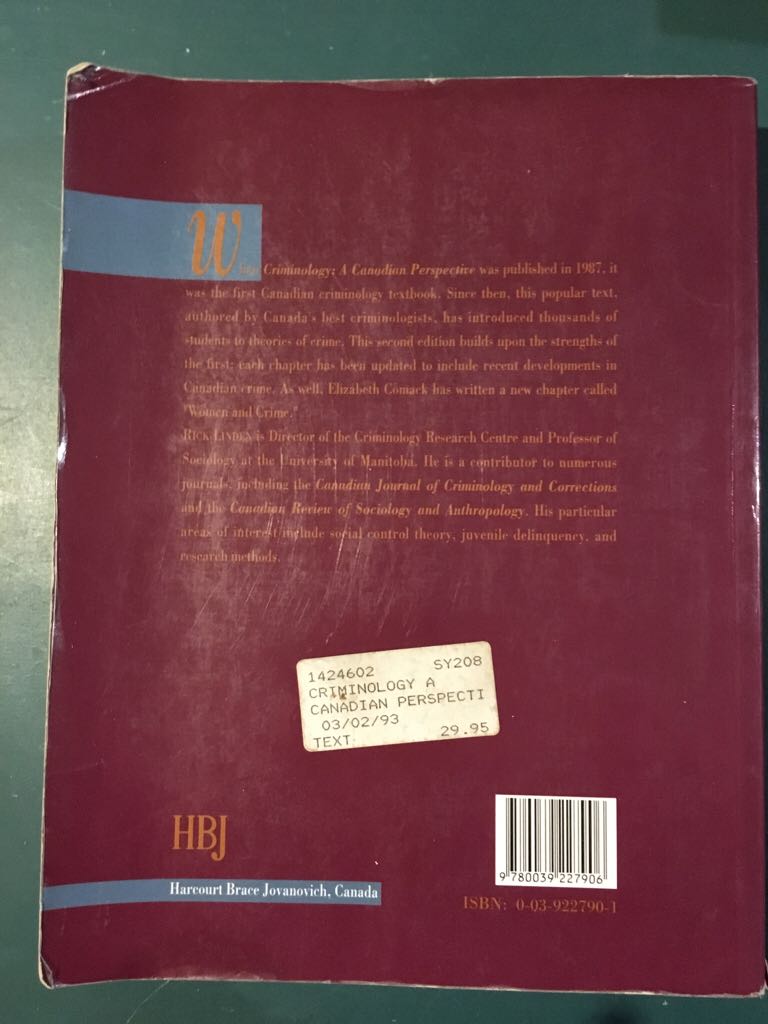 When Criminology: A Canadian Perspective was published in 1987, it
was the first Canadian criminology textbook. Since then, this popular text,
authored by Canada's best criminologists, has introduced thousands of
students to theories of crime. This second edition builds upon the strengths of
the first: each chapter has been updated to include recent developments in
Canadian crime. As well, Elizabeth Comack has written a new chapter called
"Women and Crime."
RICK LINDEN is Director of the Criminology Research Centre and Professor of
Sociology at the University of Manitoba. He is a contributor to numerous
journals, including the Canadian Journal of Criminology and Corrections
and the Canadian Review of Sociology and Anthropology. His particular
areas of interest include social control theory, juvenile delinquency, and
research methods.
1424602 SY208
CRIMINOLOGY A
CANADIAN PERSPECTI
03/02/93
TEXT 29.95
HBJ
Harcourt Brace Jovanovich, Canada
9 780039 227906
ISBN: 0-03-922790-1